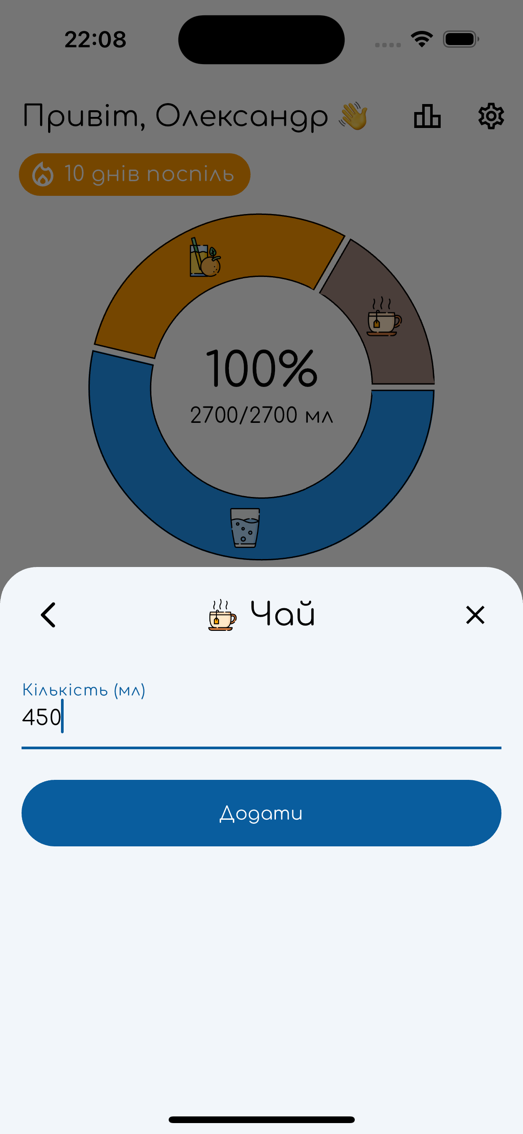 22:08
Привіт, Олександр 👋
10 днів поспіль
100%
2700/2700 мл
Чай
Кількість (мл)
450
Додати